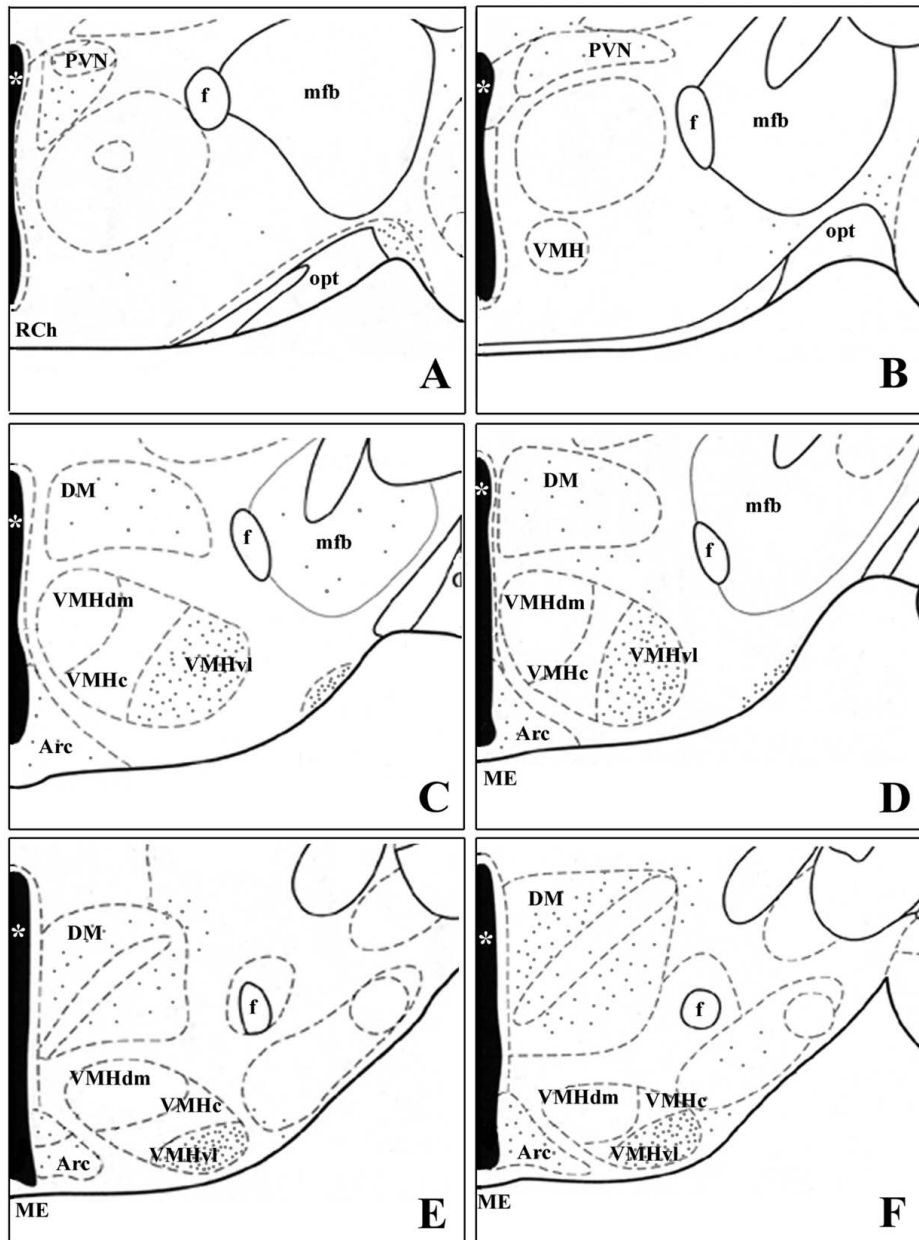 PVN
*
f
mfb
opt
RCh
A
PVN
*
f
mfb
VMH
opt
B
DM
*
f
mfb
VMHdm
VMHvl
VMHc
Arc
C
DM
*
mfb
f
VMHdm
VMHvl
VMHc
Arc
ME
D
*
DM
f
VMHdm
VMHc
VMHvl
Arc
ME
E
DM
*
f
VMHdm
VMHc
VMHvl
Arc
ME
F